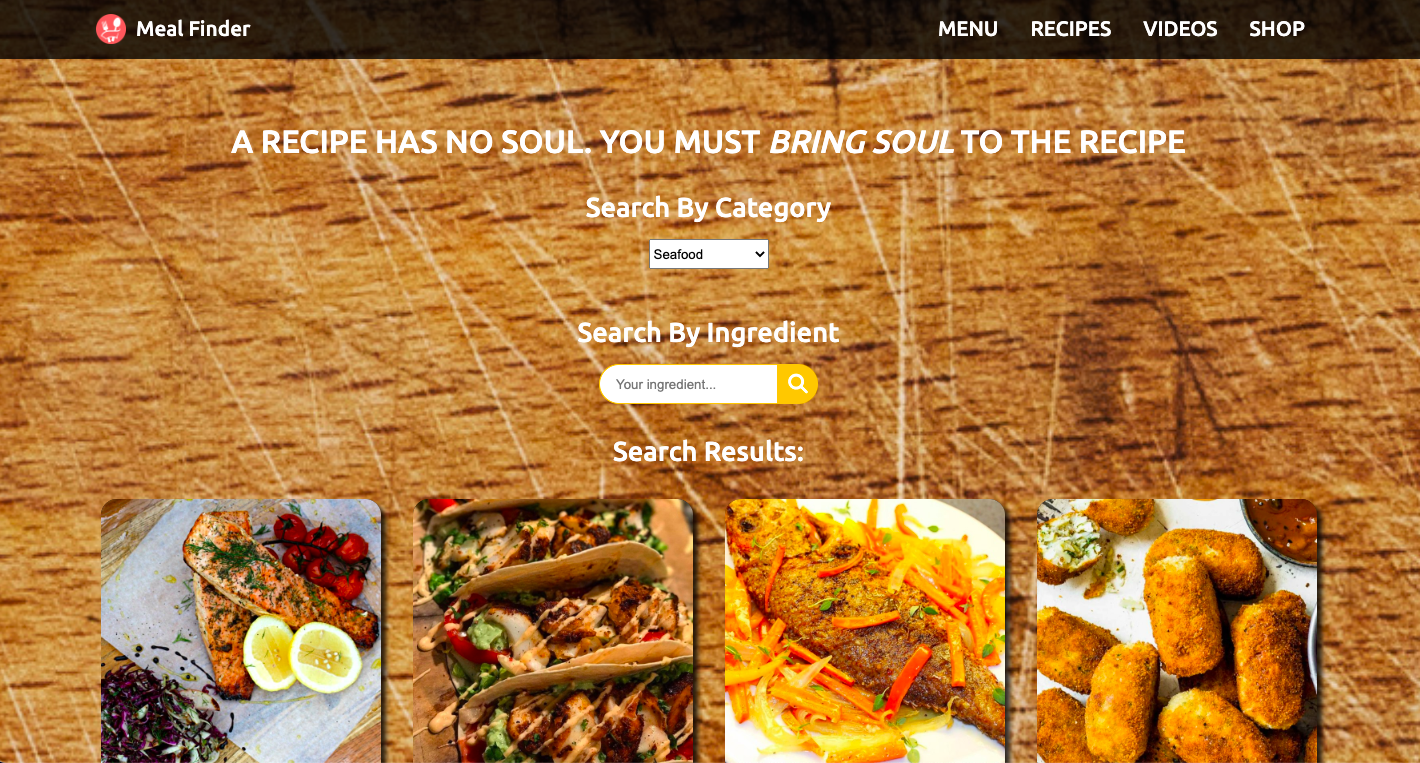 Meal Finder
MENU RECIPES VIDEOS SHOP
A RECIPE HAS NO SOUL. YOU MUST BRING SOUL TO THE RECIPE
Search By Category
Seafood
Search By Ingredient
Your ingredient...
Search Results: